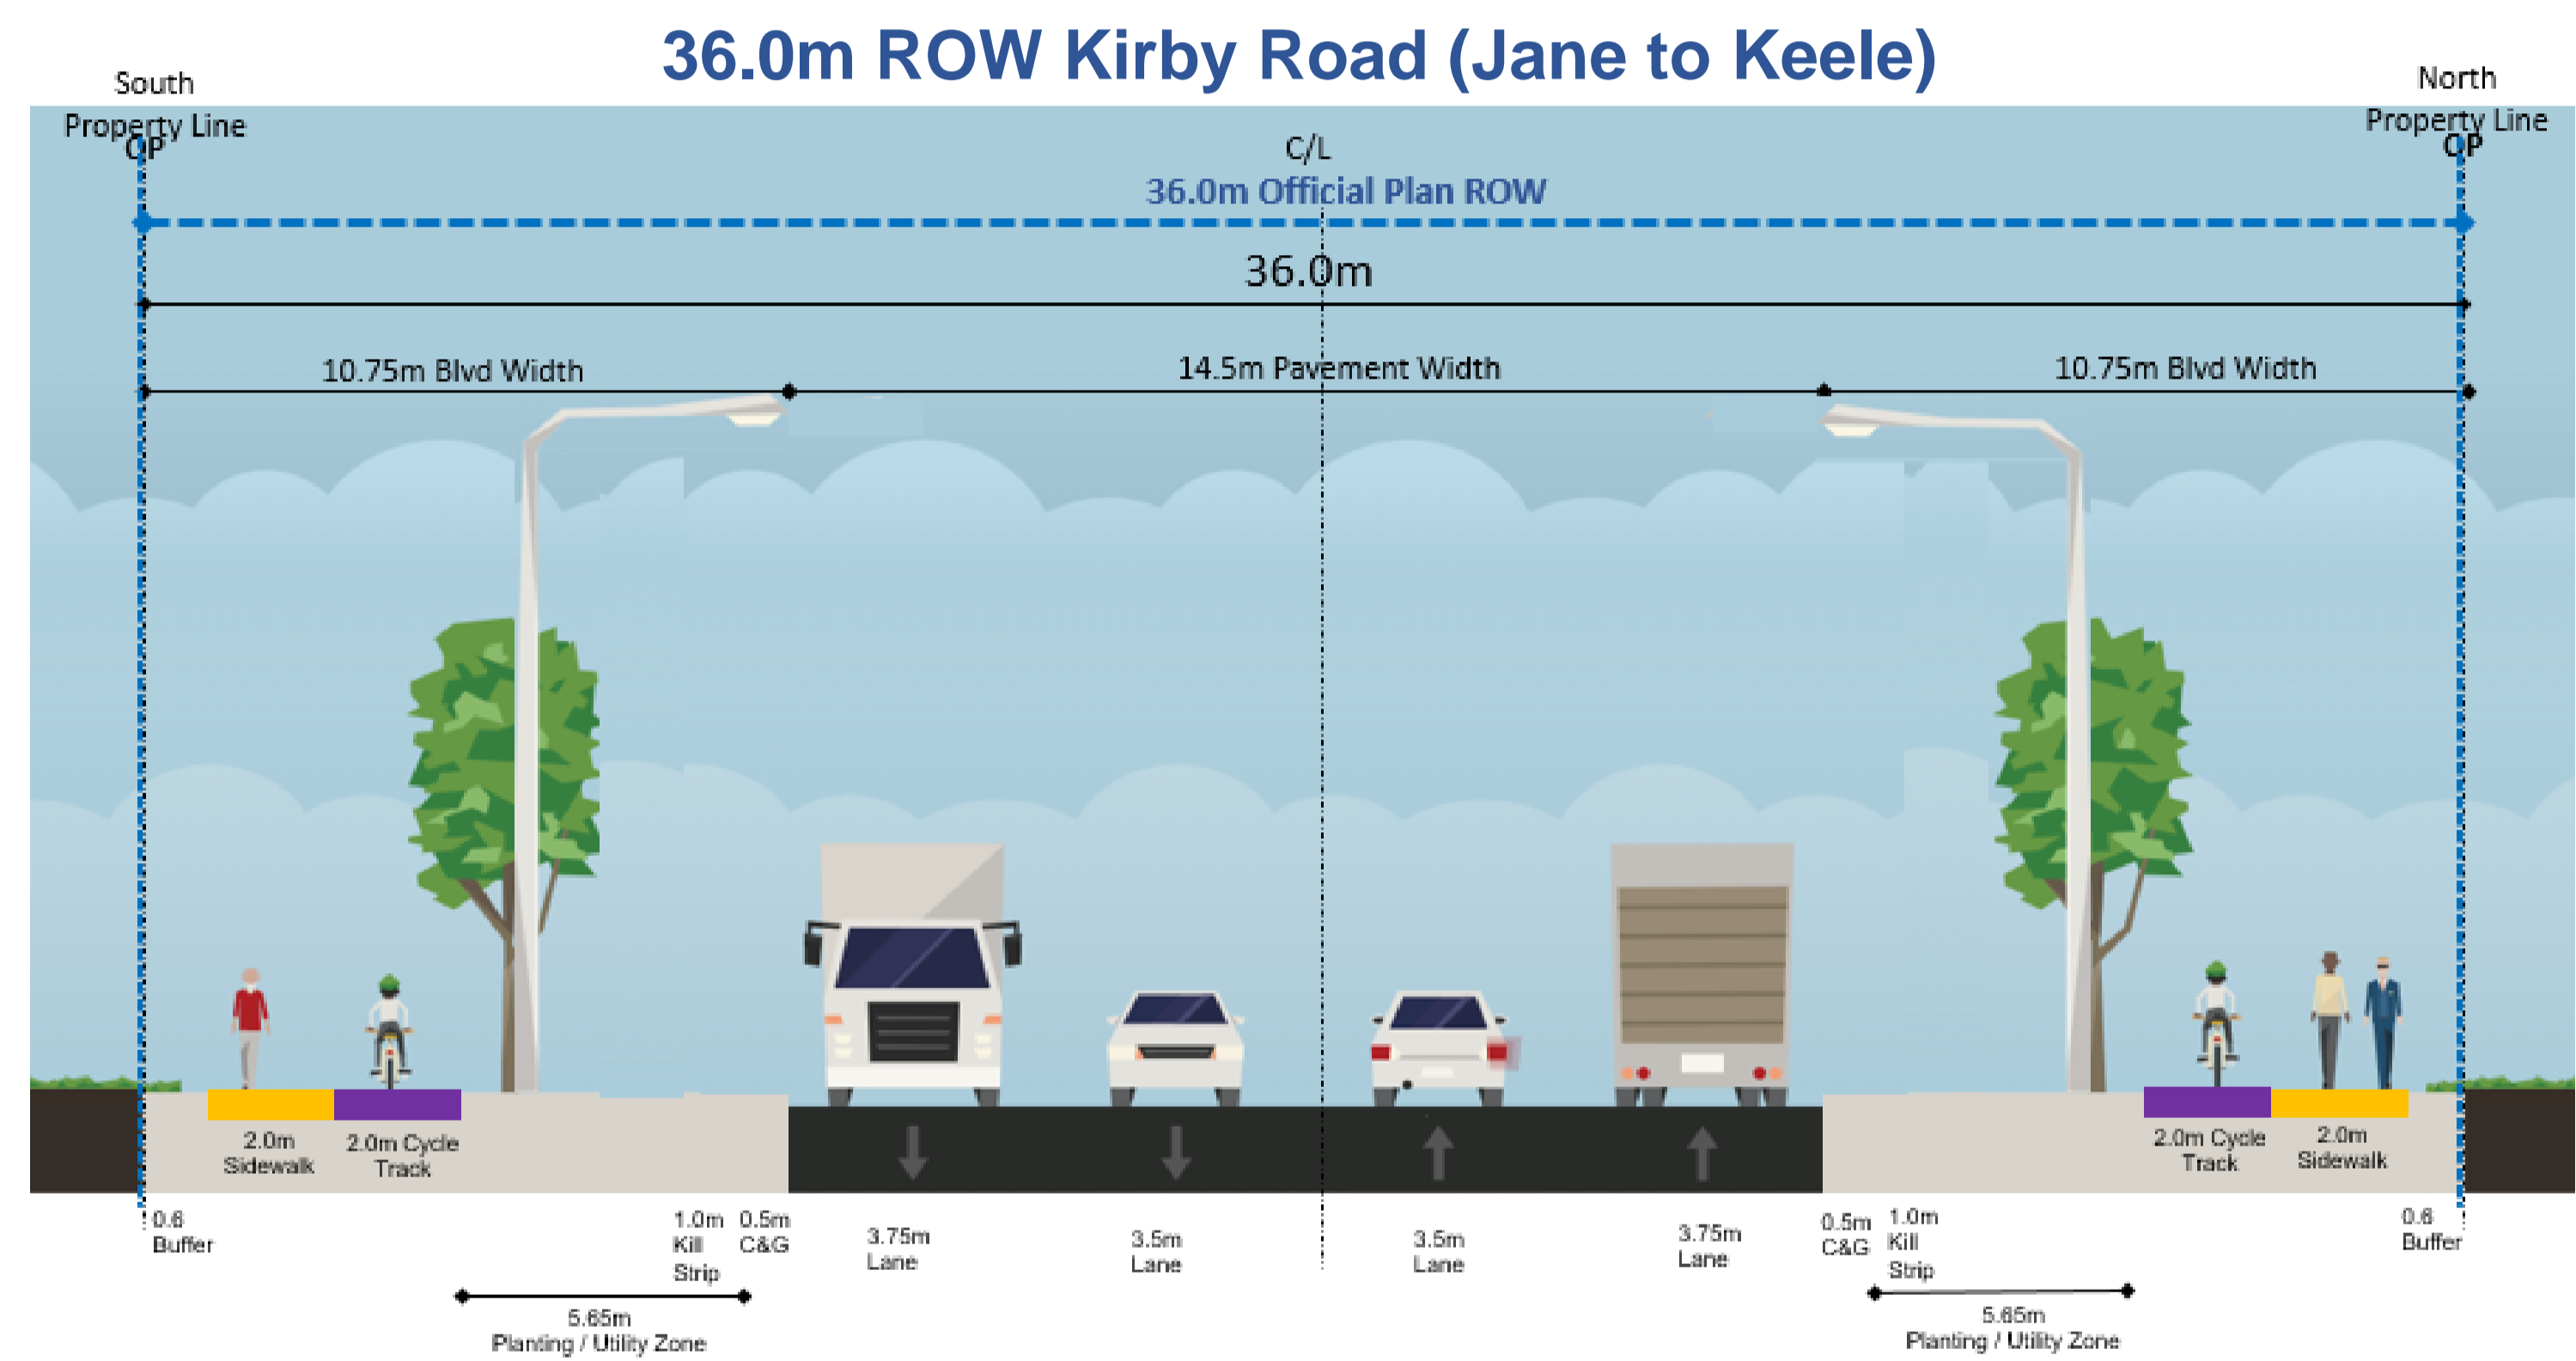 36.0m ROW Kirby Road (Jane to Keele)
South
Property Line
OP
North
Property Line
OP
C/L
36.0m Official Plan ROW
36.0m
10.75m Blvd Width
14.5m Pavement Width
10.75m Blvd Width
2.0m
Sidewalk
2.0m Cycle
Track
2.0m Cycle
Track
2.0m
Sidewalk
0.6
Buffer
1.0m
Kill
Strip
0.5m
C&G
3.75m
Lane
3.5m
Lane
3.5m
Lane
3.75m
Lane
0.5m
C&G
1.0m
Kill
Strip
0.6
Buffer
5.65m
Planting / Utility Zone
5.65m
Planting / Utility Zone